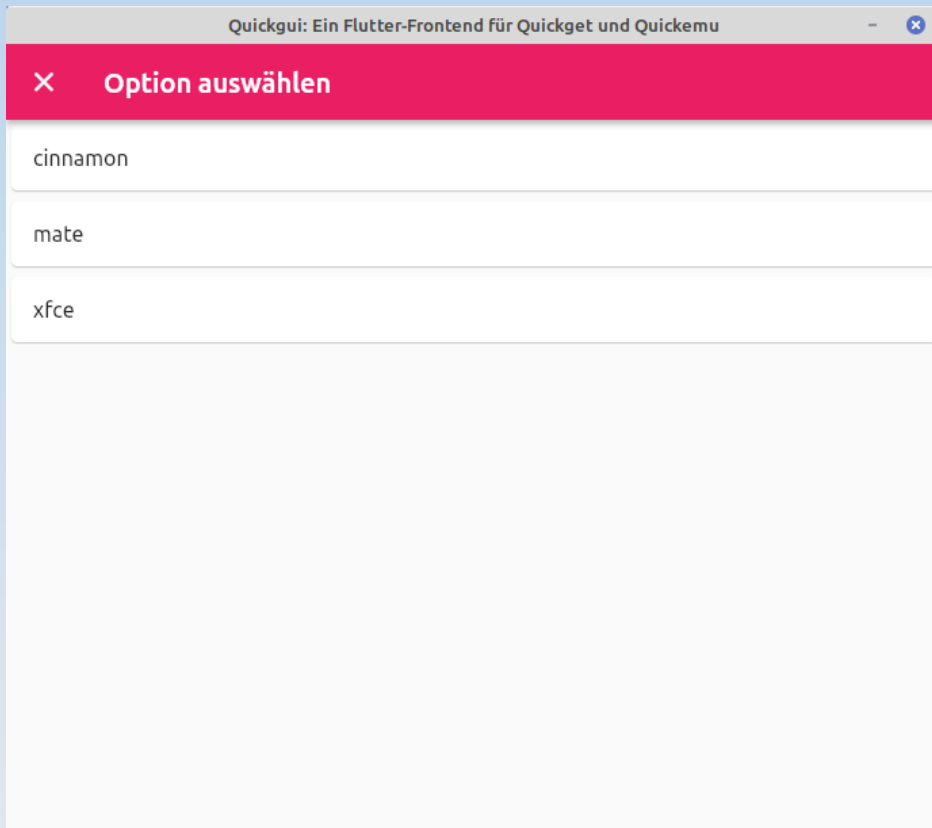 Quickgui: Ein Flutter-Frontend für Quickget und Quickemu
Option auswählen
cinnamon
mate
xfce